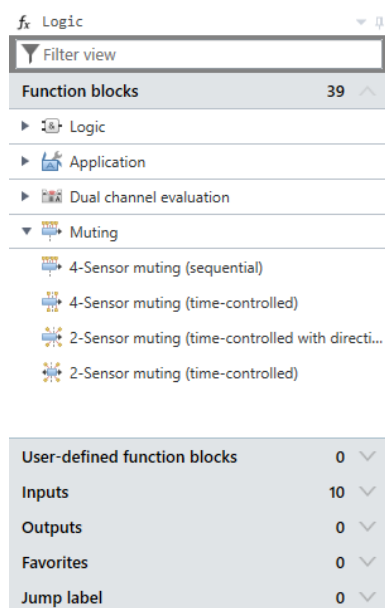 fx Logic
Filter view
Function blocks 39
Logic
Application
Dual channel evaluation
Muting
4-Sensor muting (sequential)
4-Sensor muting (time-controlled)
2-Sensor muting (time-controlled with directi...
2-Sensor muting (time-controlled)
User-defined function blocks 0
Inputs 10
Outputs 0
Favorites 0
Jump label 0